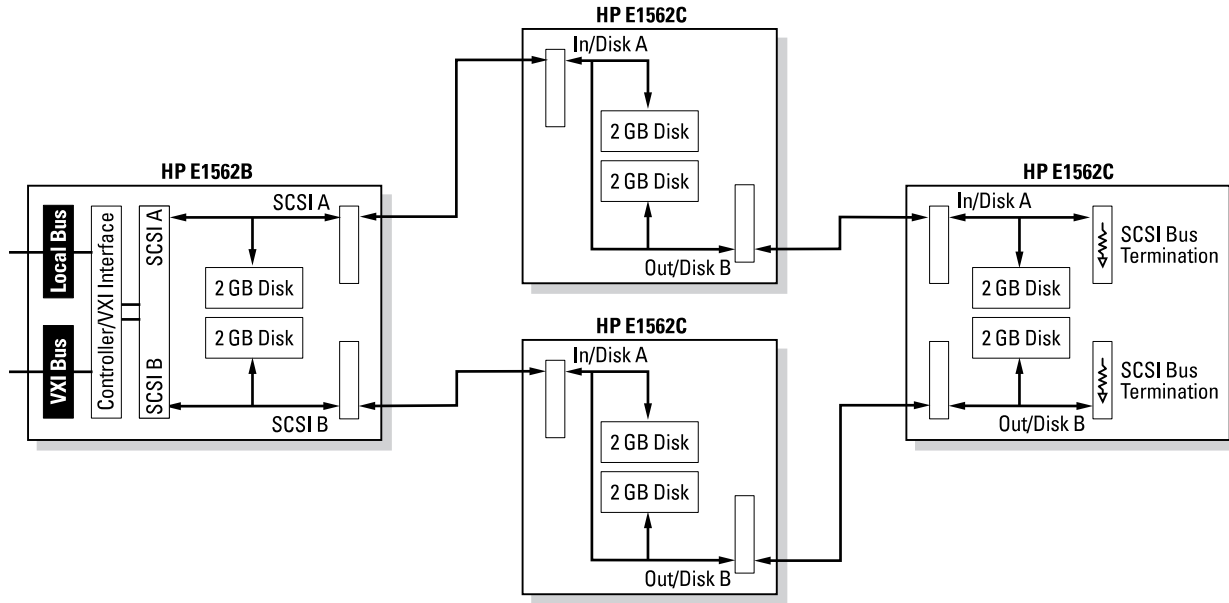 HP E1562B
Local Bus
VXI Bus
Controller/VXI Interface
SCSI A
SCSI B
SCSI A
2 GB Disk
2 GB Disk
SCSI B
HP E1562C
In/Disk A
2 GB Disk
2 GB Disk
Out/Disk B
HP E1562C
In/Disk A
2 GB Disk
2 GB Disk
Out/Disk B
HP E1562C
In/Disk A
SCSI Bus
Termination
2 GB Disk
2 GB Disk
SCSI Bus
Termination
Out/Disk B